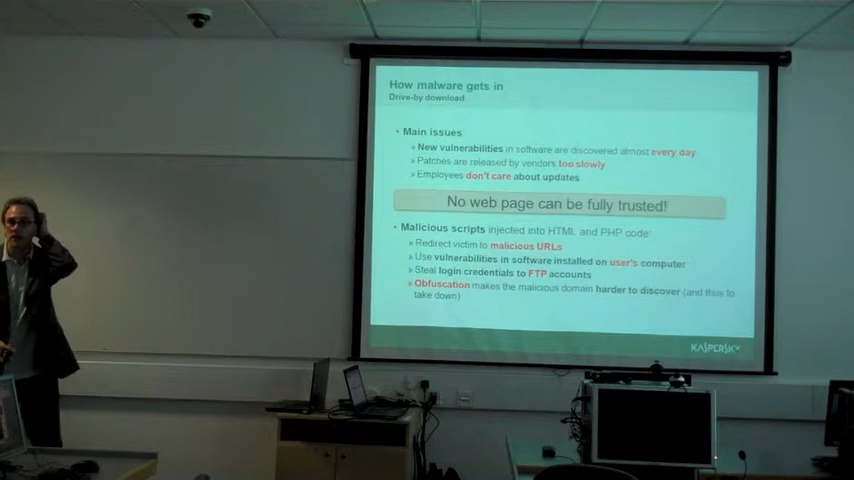 How malware gets in
Drive-by download
• Main issues
» New vulnerabilities in software are discovered almost every day
» Patches are released by vendors too slowly
» Employees don't care about updates
No web page can be fully trusted!
• Malicious scripts injected into HTML and PHP code:
» Redirect victim to malicious URLs
» Use vulnerabilities in software installed on user's computer
» Steal login credentials to FTP accounts
» Obfuscation makes the malicious domain harder to discover (and thus to
take down)
KASPERSKY